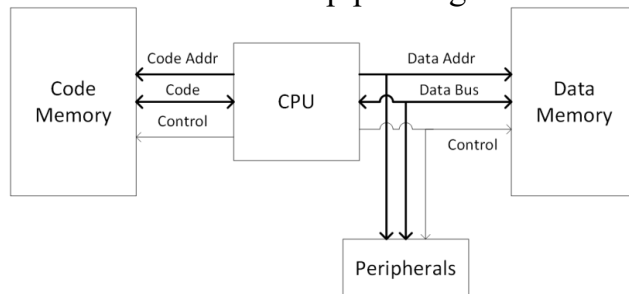 Code Addr
Data Addr
Code
Memory
Code
CPU
Data Bus
Data
Memory
Control
Control
Peripherals